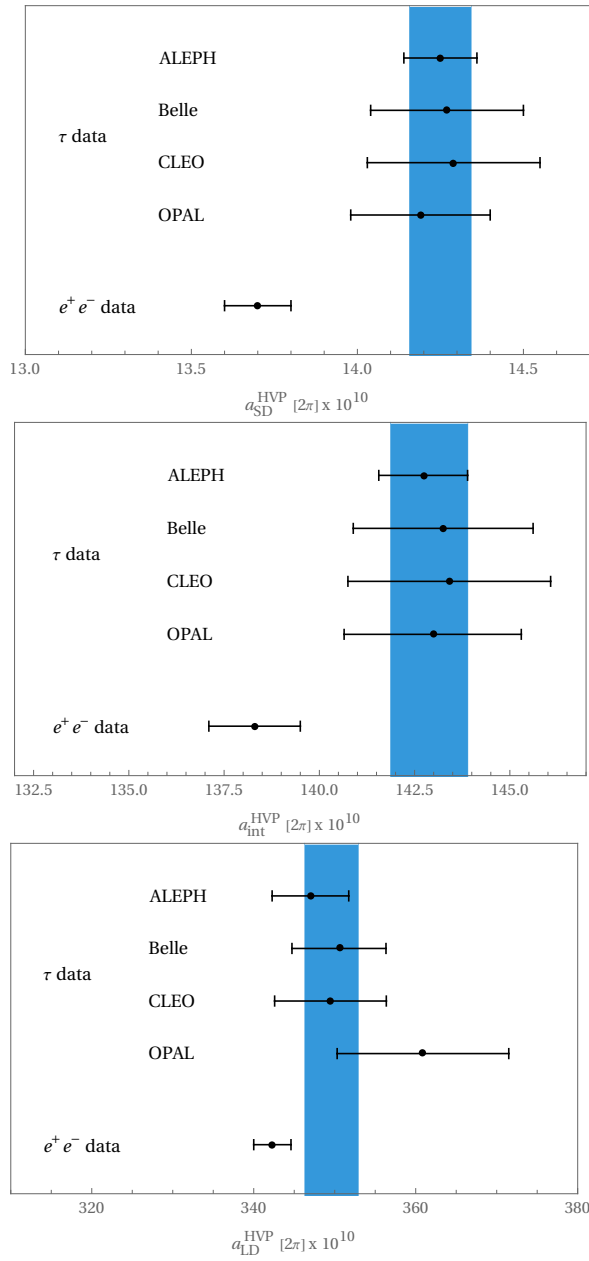 ALEPH
Belle
τ data
CLEO
OPAL
e⁺ e⁻ data
13.0 13.5 14.0 14.5
a_SD^HVP [2π] x 10^10
ALEPH
Belle
τ data
CLEO
OPAL
e⁺ e⁻ data
132.5 135.0 137.5 140.0 142.5 145.0
a_int^HVP [2π] x 10^10
ALEPH
Belle
τ data
CLEO
OPAL
e⁺ e⁻ data
320 340 360 380
a_LD^HVP [2π] x 10^10